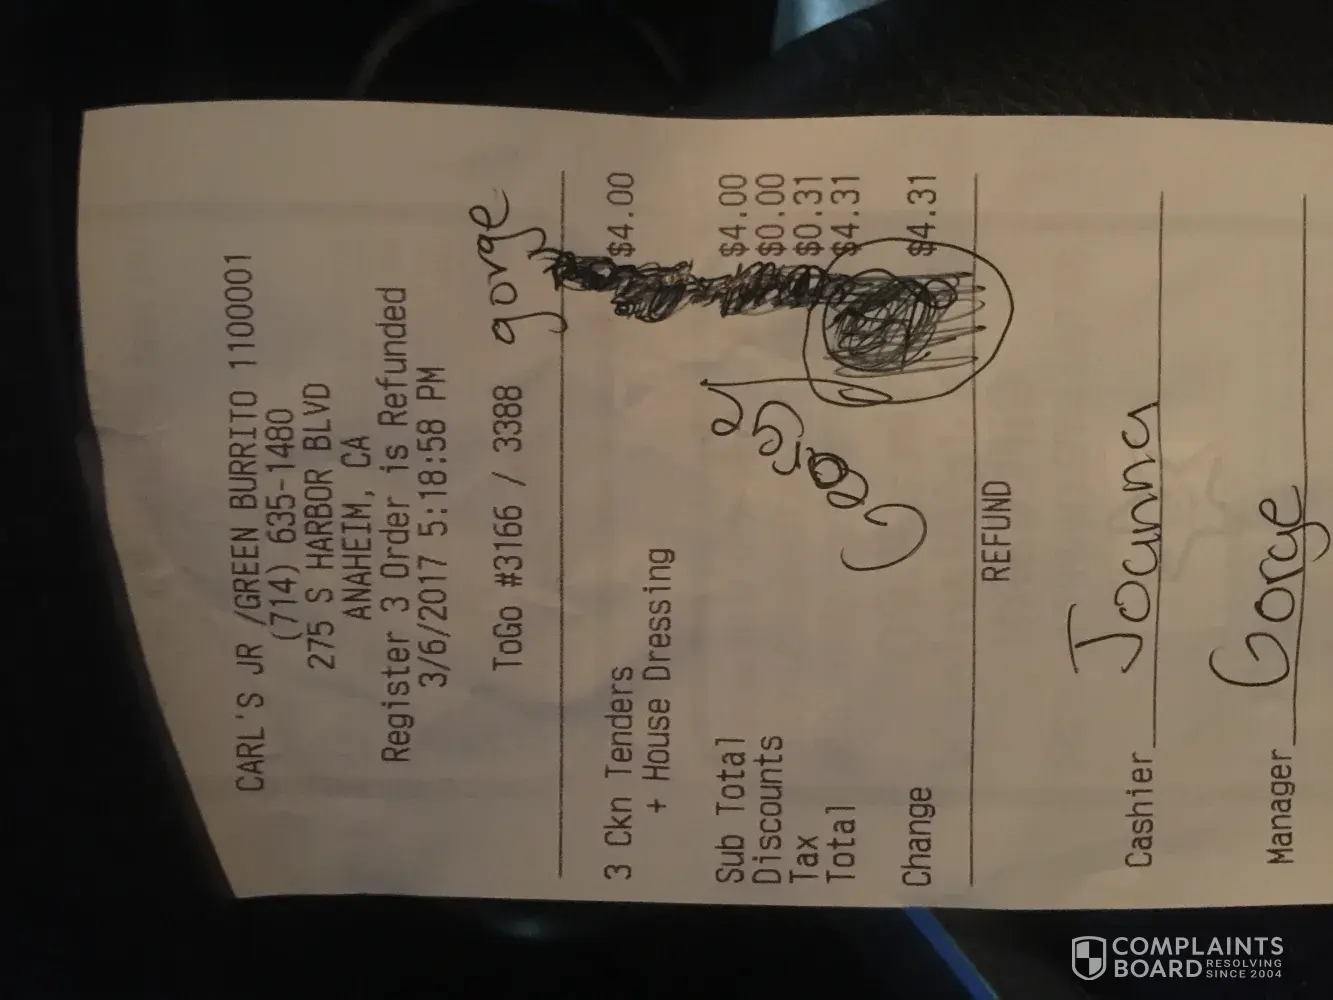 CARL'S JR /GREEN BURRITO 1100001
(714) 635-1480
275 S HARBOR BLVD
ANAHEIM, CA
Register 3 Order is Refunded
3/6/2017 5:18:58 PM
ToGo #3166 / 3388 gorge
3 Ckn Tenders $4.00
+ House Dressing
Sub Total $4.00
Discounts $0.00
Tax $0.31
Total $4.31
Change $4.31
REFUND
Cashier Joanna
Manager Gorge
COMPLAINTS
BOARD RESOLVING
SINCE 2004